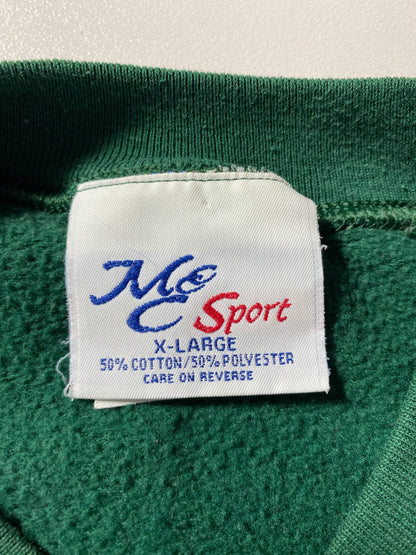 Mc
C Sport
X-LARGE
50% COTTON/50% POLYESTER
CARE ON REVERSE